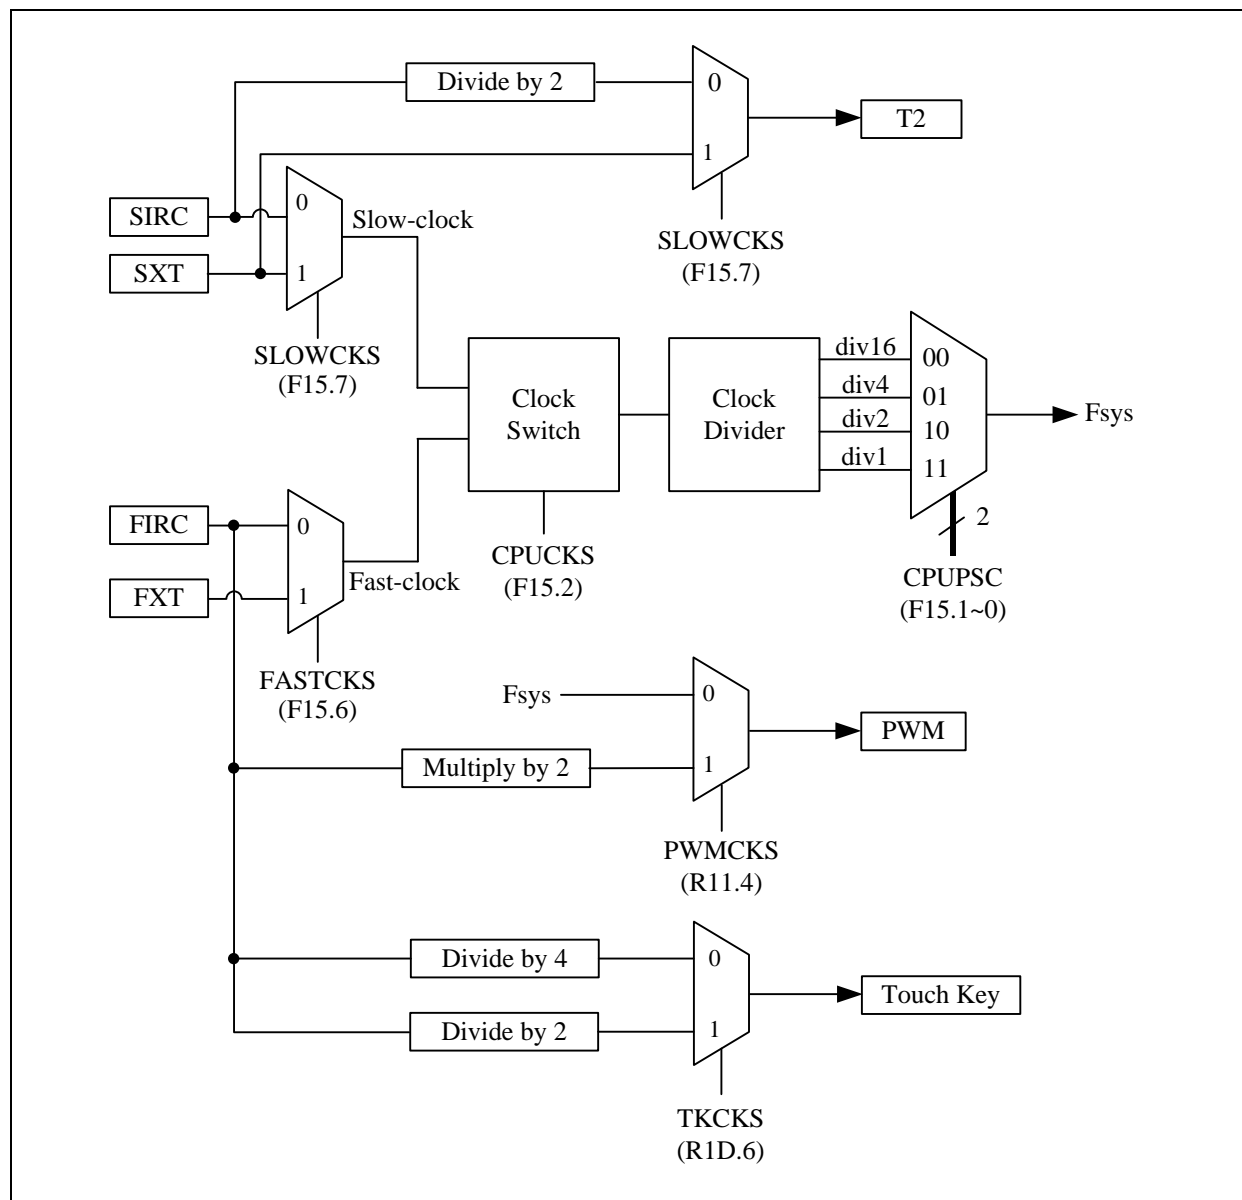 Divide by 2
0
1
T2
SLOWCKS
(F15.7)
SIRC
SXT
0
1
Slow-clock
SLOWCKS
(F15.7)
FIRC
FXT
0
1
Fast-clock
FASTCKS
(F15.6)
Clock
Switch
CPUCKS
(F15.2)
Clock
Divider
div16
div4
div2
div1
00
01
10
11
Fsys
2
CPUPSC
(F15.1~0)
Fsys
Multiply by 2
0
1
PWM
PWMCKS
(R11.4)
Divide by 4
Divide by 2
0
1
Touch Key
TKCKS
(R1D.6)